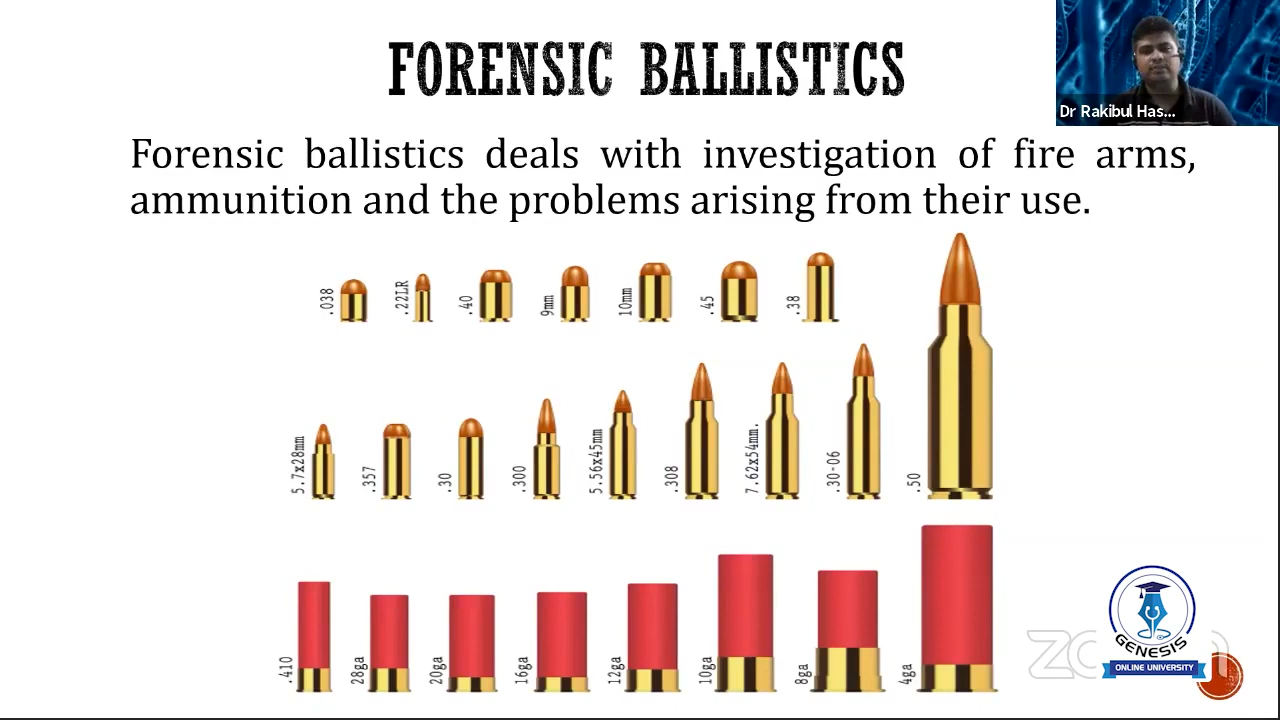 FORENSIC BALLISTICS
Dr Rakibul Has...
Forensic ballistics deals with investigation of fire arms,
ammunition and the problems arising from their use.
.038
.22LR
.40
9mm
10mm
.45
.38
5.7x28mm
.357
.30
.300
5.56x45mm
.308
7.62x54mm.
.30-06
.50
.410
28ga
20ga
16ga
12ga
10ga
8ga
4ga
GENESIS
ONLINE UNIVERSITY